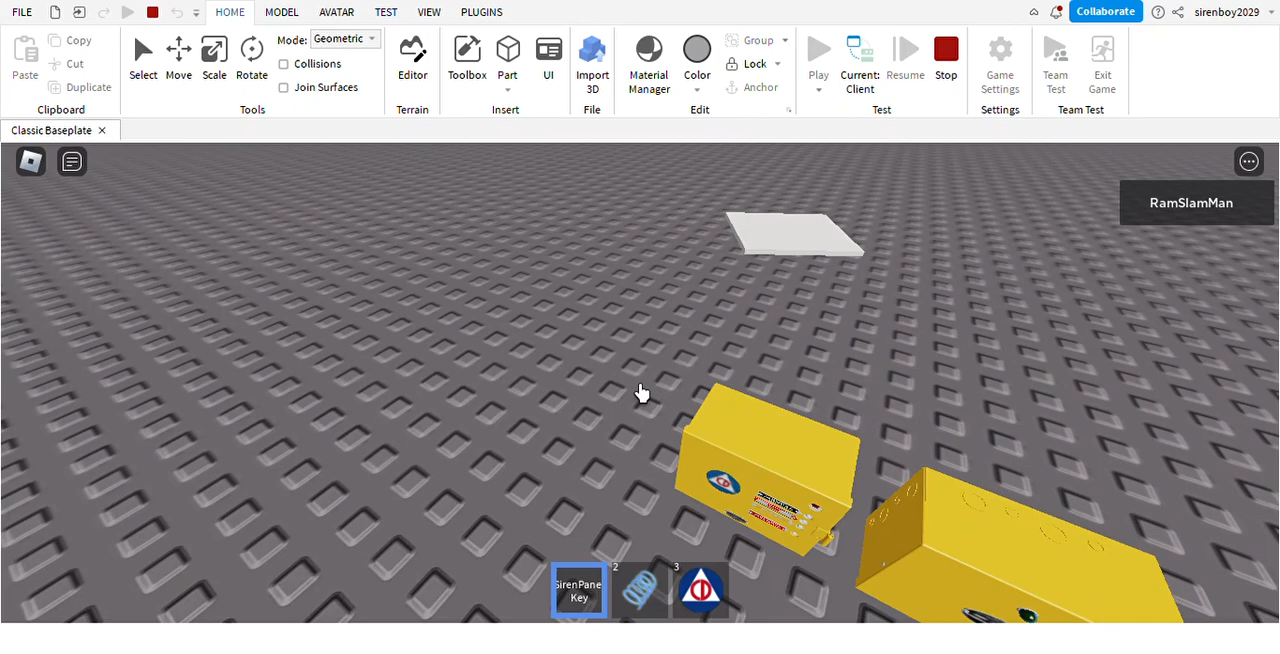 FILE HOME MODEL AVATAR TEST VIEW PLUGINS Collaborate sirenboy2029
Paste Copy Cut Duplicate
Clipboard
Select Move Scale Rotate Mode: Geometric Collisions Join Surfaces
Tools
Editor
Terrain
Toolbox Part UI
Insert
Import 3D
File
Material Manager Color Group Lock Anchor
Edit
Play Current: Client Resume Stop
Test
Game Settings
Settings
Team Test Exit Game
Team Test
Classic Baseplate
RamSlamMan
SirenPane
Key
2
3